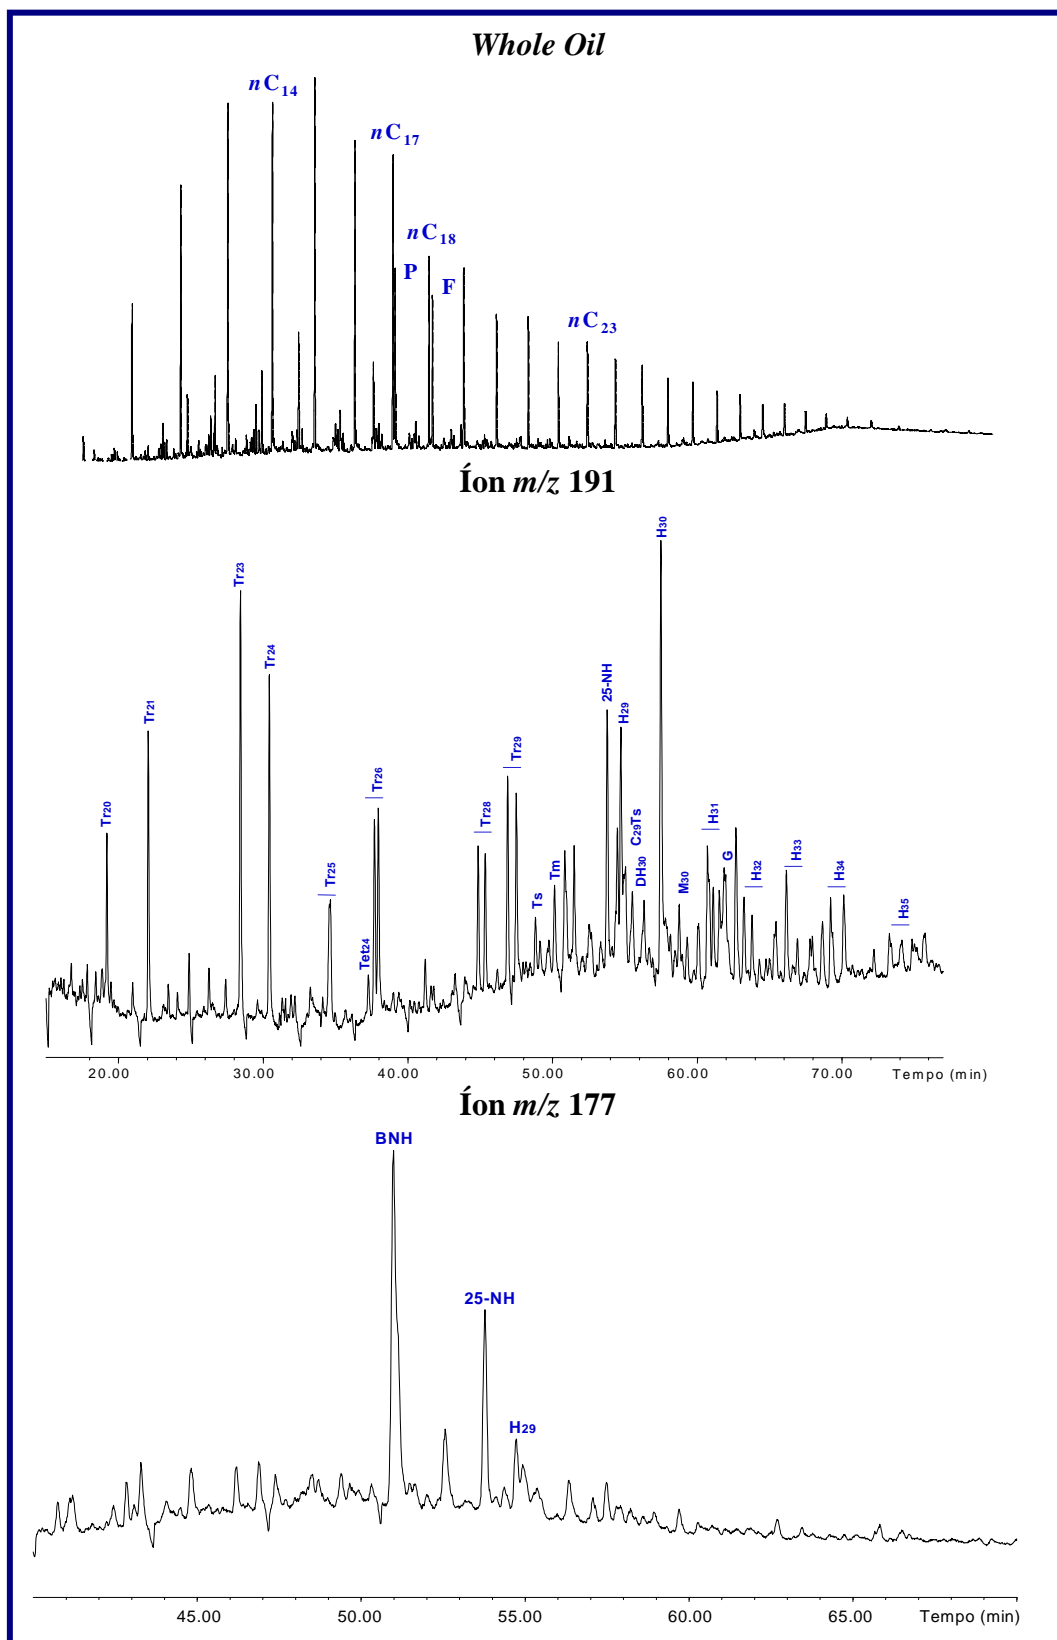 Whole Oil
nC14
nC17
nC18
P
F
nC23
Íon m/z 191
H30
Tr23
Tr24
25-NH
Tr21
H29
Tr29
Tr26
Tr20
Tr28
C29Ts
H31
Tr25
Ts
Tm
DH30
M30
G
H32
H33
H34
Tet24
H35
20.00 30.00 40.00 50.00 60.00 70.00 Tempo (min)
Íon m/z 177
BNH
25-NH
H29
45.00 50.00 55.00 60.00 65.00 Tempo (min)